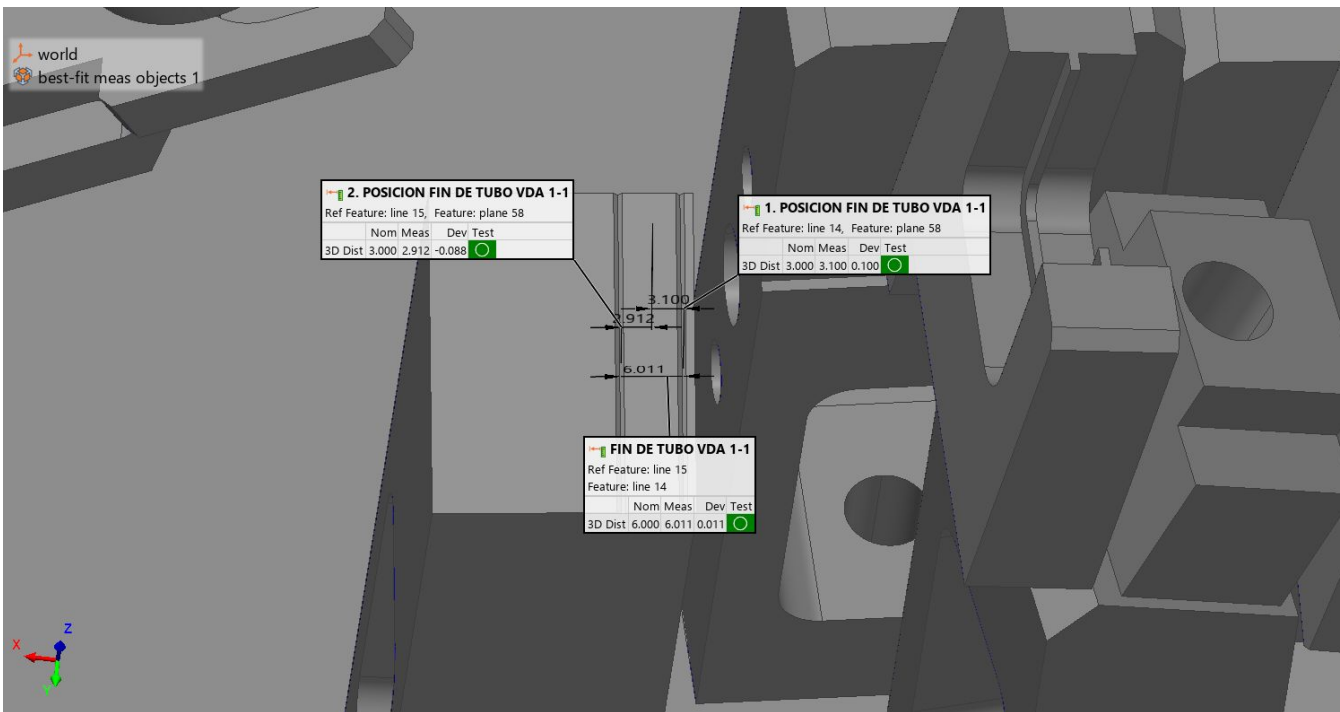 world
best-fit meas objects 1
2. POSICION FIN DE TUBO VDA 1-1
Ref Feature: line 15, Feature: plane 58
Nom Meas Dev Test
3D Dist 3.000 2.912 -0.088
1. POSICION FIN DE TUBO VDA 1-1
Ref Feature: line 14, Feature: plane 58
Nom Meas Dev Test
3D Dist 3.000 3.100 0.100
3.100
2.912
6.011
FIN DE TUBO VDA 1-1
Ref Feature: line 15
Feature: line 14
Nom Meas Dev Test
3D Dist 6.000 6.011 0.011
Z
X
Y